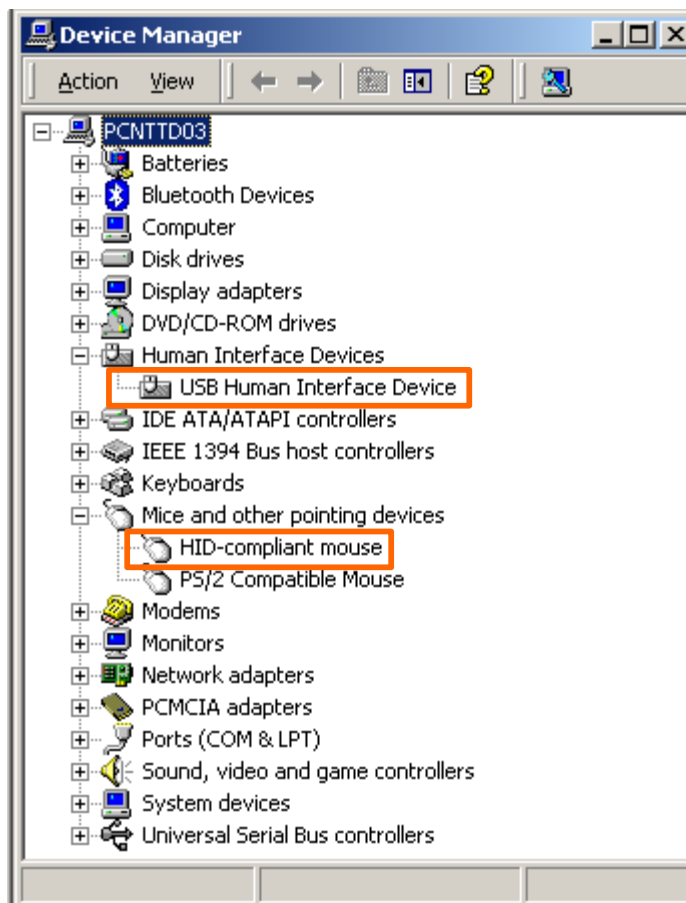 Device Manager
Action View
PCNTTD03
Batteries
Bluetooth Devices
Computer
Disk drives
Display adapters
DVD/CD-ROM drives
Human Interface Devices
USB Human Interface Device
IDE ATA/ATAPI controllers
IEEE 1394 Bus host controllers
Keyboards
Mice and other pointing devices
HID-compliant mouse
PS/2 Compatible Mouse
Modems
Monitors
Network adapters
PCMCIA adapters
Ports (COM & LPT)
Sound, video and game controllers
System devices
Universal Serial Bus controllers